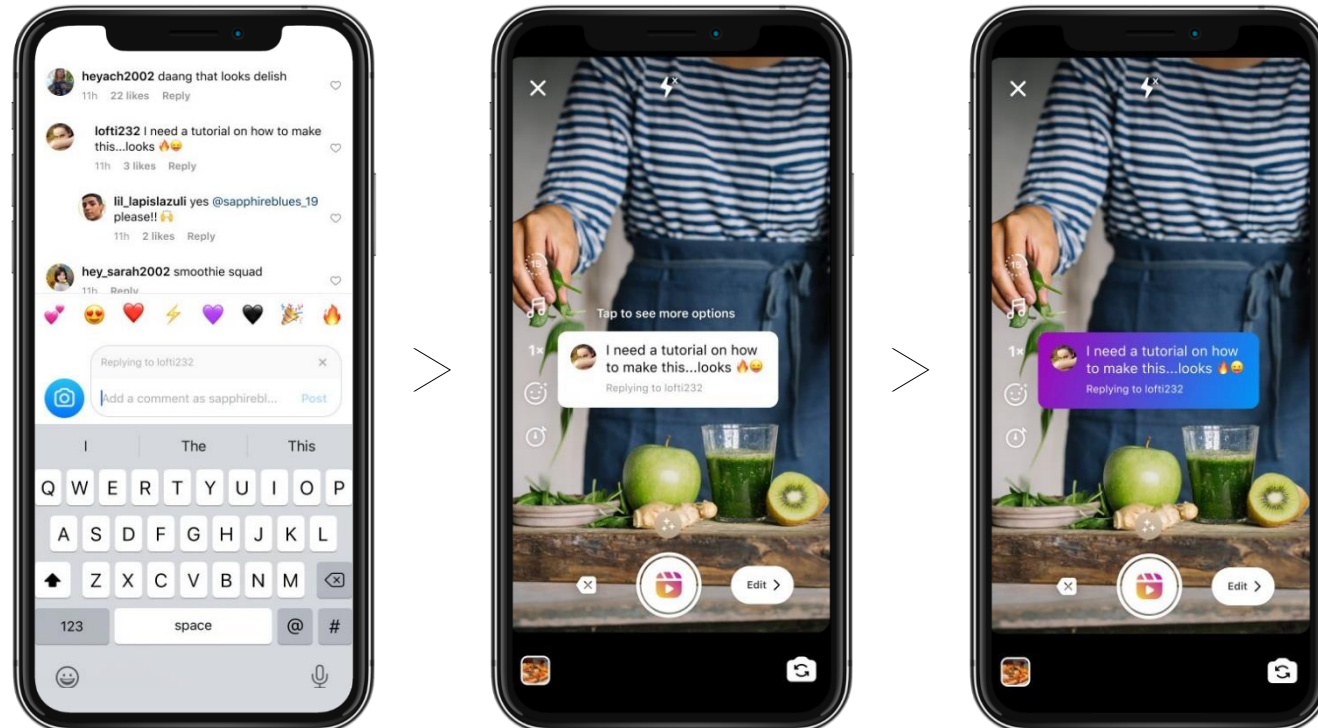 heyach2002 daang that looks delish
11h 22 likes Reply
lofti232 I need a tutorial on how to make
this...looks 🔥😛
11h 3 likes Reply
lil_lapislazuli yes @sapphireblues_19
please!! 🙌
11h 2 likes Reply
hey_sarah2002 smoothie squad
11h Reply
Replying to lofti232
Add a comment as sapphirebl... Post
I The This
Q W E R T Y U I O P
A S D F G H J K L
Z X C V B N M
123 space @ #
15
Tap to see more options
1×
I need a tutorial on how
to make this...looks 🔥😛
Replying to lofti232
Edit
15
1×
I need a tutorial on how
to make this...looks 🔥😛
Replying to lofti232
Edit